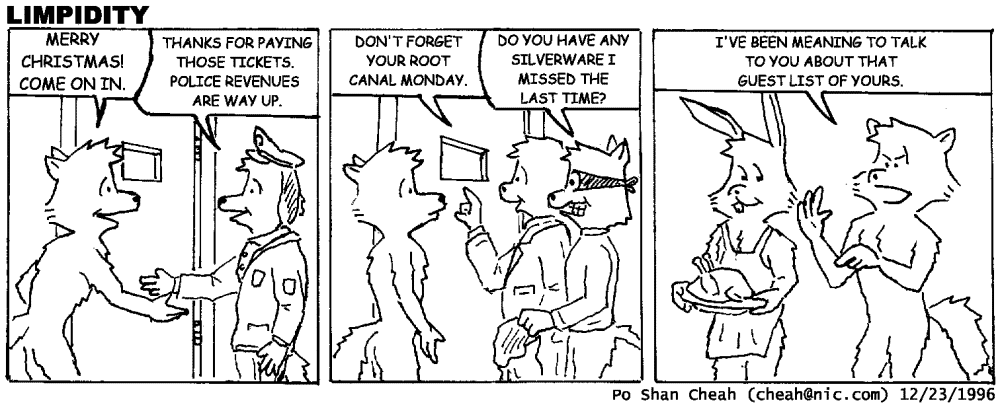 LIMPIDITY
MERRY
CHRISTMAS!
COME ON IN.
THANKS FOR PAYING
THOSE TICKETS.
POLICE REVENUES
ARE WAY UP.
DON'T FORGET
YOUR ROOT
CANAL MONDAY.
DO YOU HAVE ANY
SILVERWARE I
MISSED THE
LAST TIME?
I'VE BEEN MEANING TO TALK
TO YOU ABOUT THAT
GUEST LIST OF YOURS.
Po Shan Cheah (cheah@nic.com) 12/23/1996